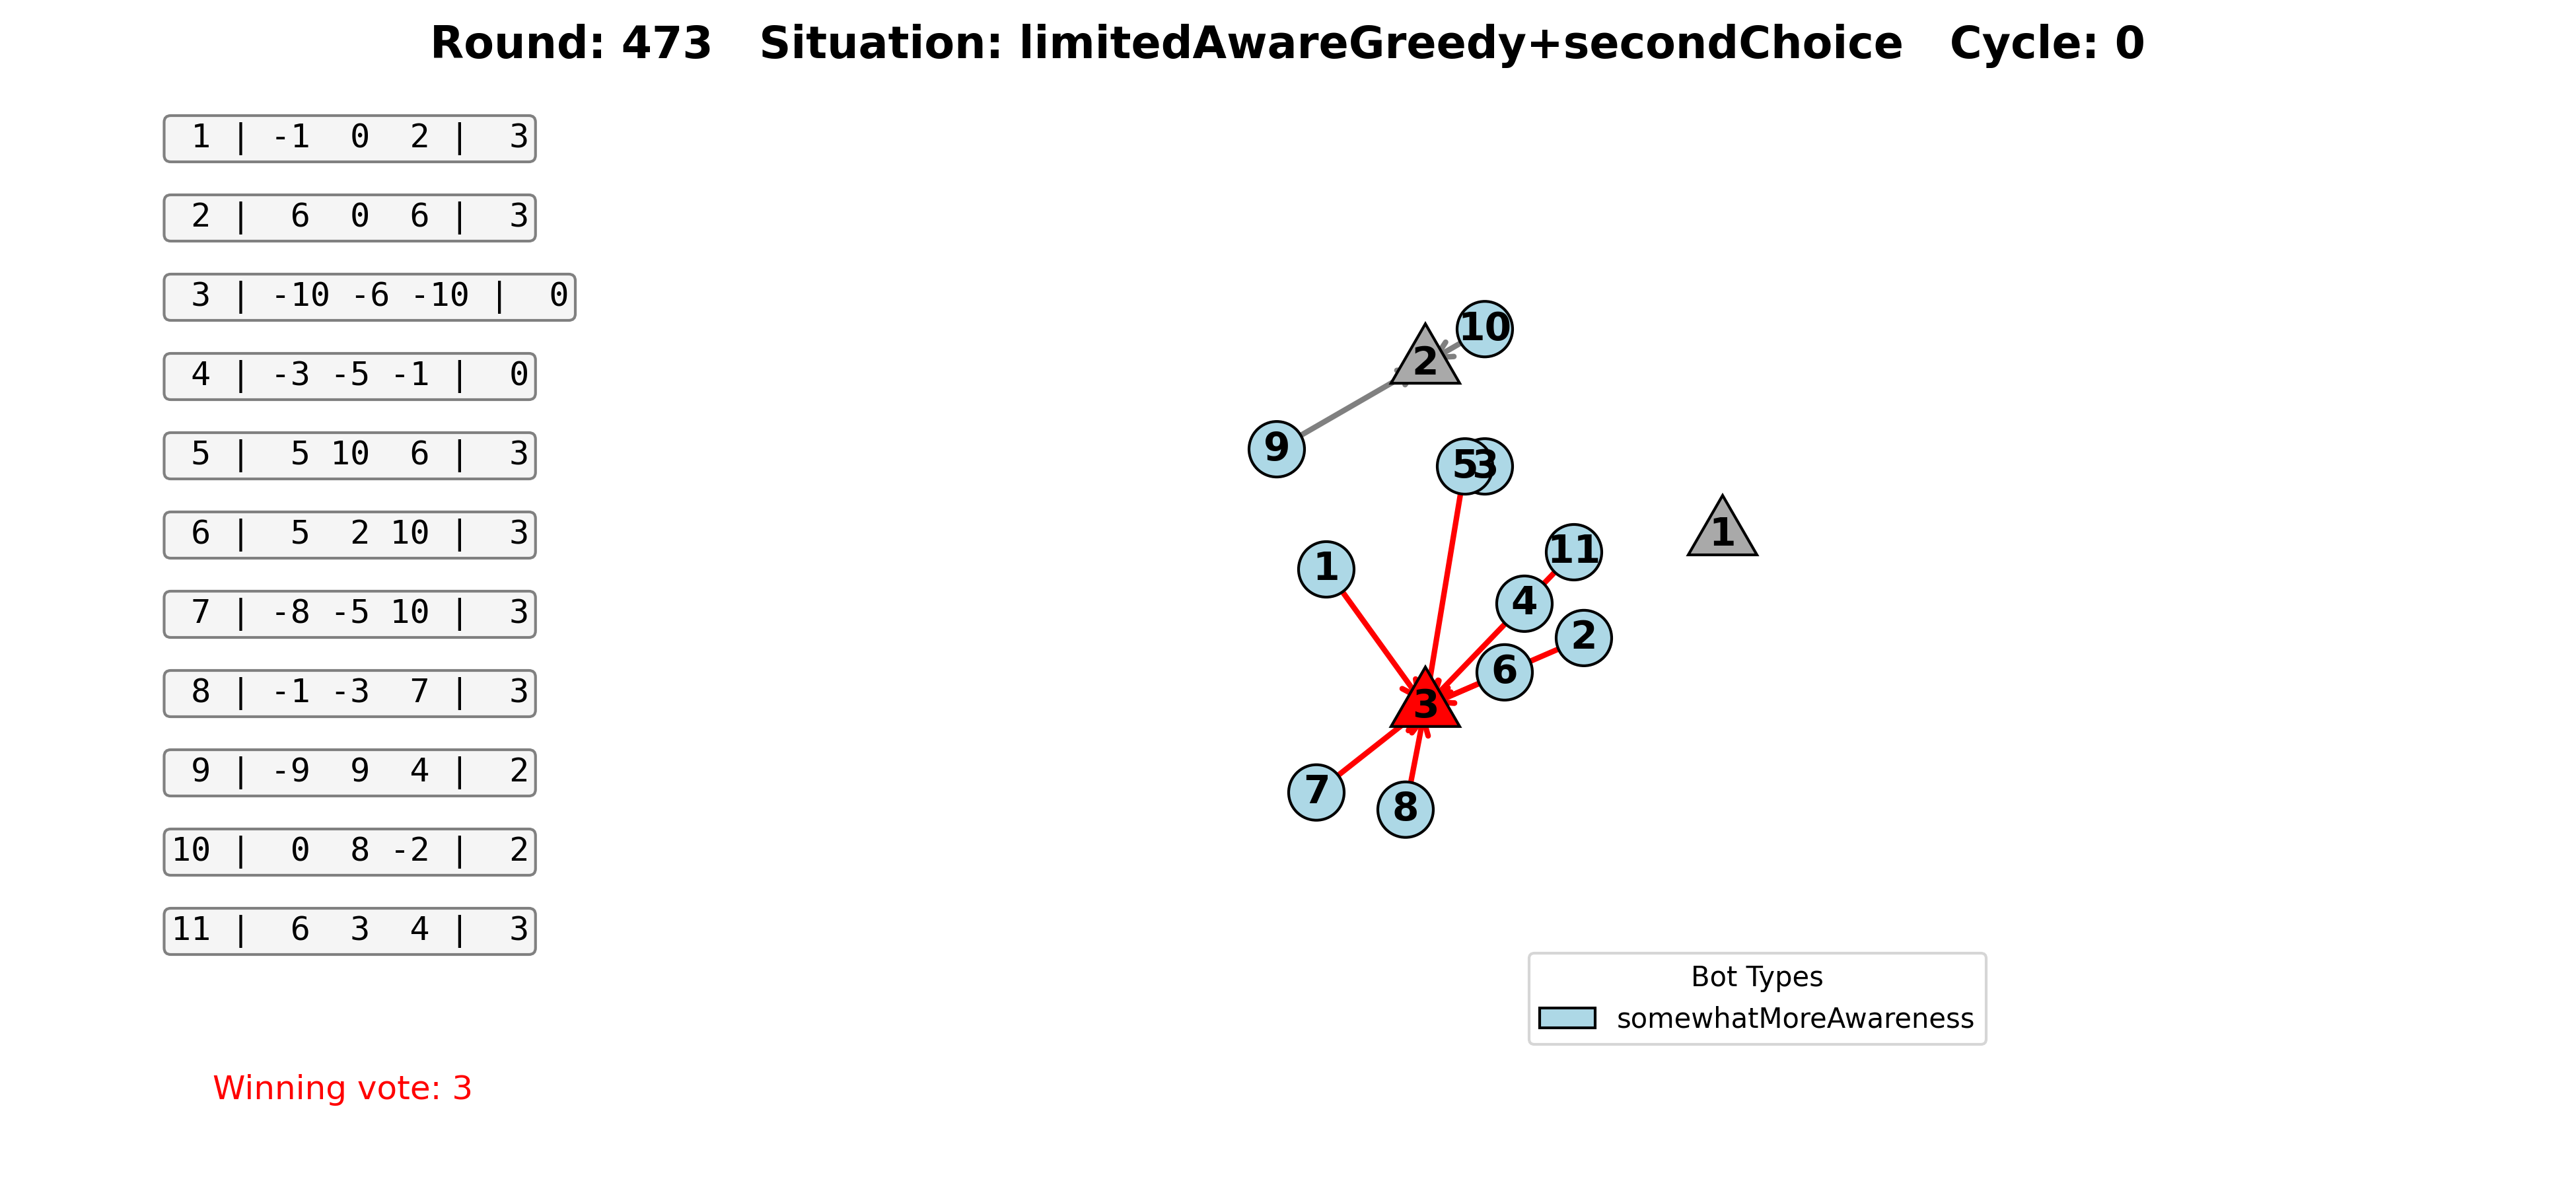 Round: 473   Situation: limitedAwareGreedy+secondChoice   Cycle: 0
1 | -1 0 2 | 3
2 | 6 0 6 | 3
3 | -10 -6 -10 | 0
4 | -3 -5 -1 | 0
5 | 5 10 6 | 3
6 | 5 2 10 | 3
7 | -8 -5 10 | 3
8 | -1 -3 7 | 3
9 | -9 9 4 | 2
10 | 0 8 -2 | 2
11 | 6 3 4 | 3
Winning vote: 3
10
2
9
5
3
1
11
1
4
2
6
3
7
8
Bot Types
somewhatMoreAwareness